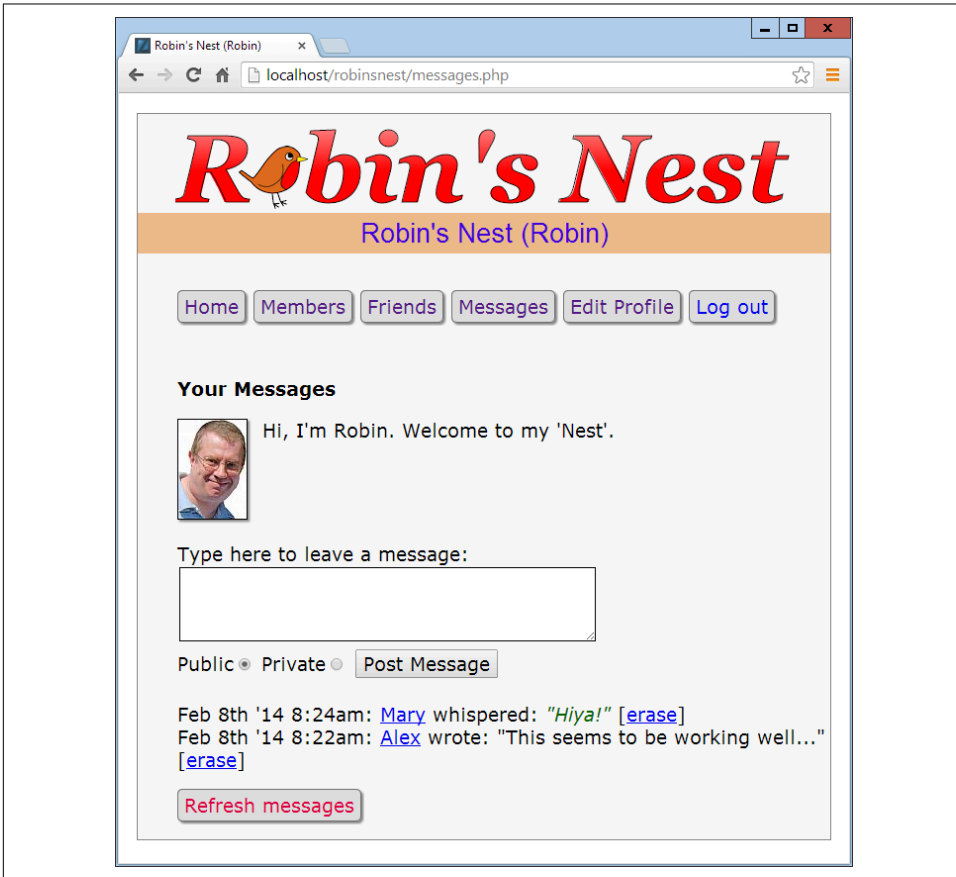 Robin's Nest (Robin)
localhost/robinsnest/messages.php
Robin's Nest
Robin's Nest (Robin)
Home Members Friends Messages Edit Profile Log out
Your Messages
Hi, I'm Robin. Welcome to my 'Nest'.
Type here to leave a message:
Public Private Post Message
Feb 8th '14 8:24am: Mary whispered: "Hiya!" [erase]
Feb 8th '14 8:22am: Alex wrote: "This seems to be working well..."
[erase]
Refresh messages